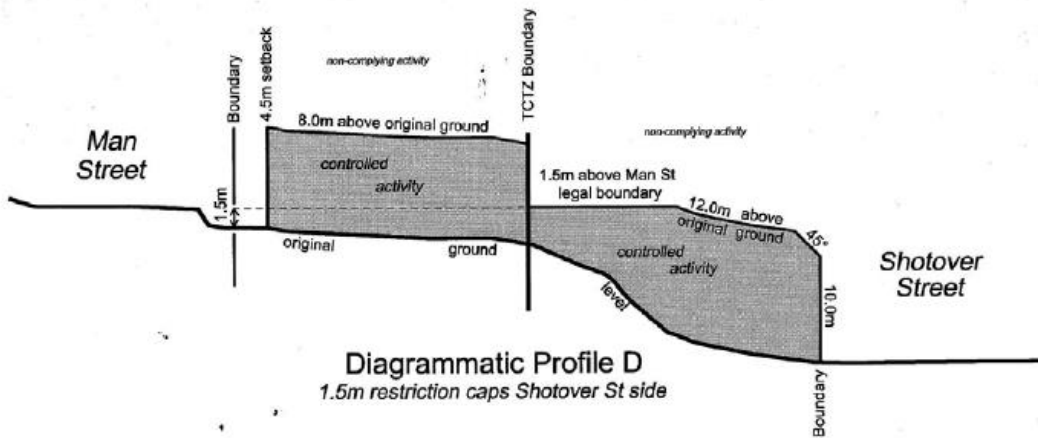 Boundary
4.5m setback
non-complying activity
TCTZ Boundary
Man
Street
8.0m above original ground
controlled
activity
non-complying activity
1.5m above Man St
legal boundary
1.5m
12.0m above
original ground
45°
original ground level
controlled
activity
Shotover
Street
10.0m
Diagrammatic Profile D
1.5m restriction caps Shotover St side
Boundary